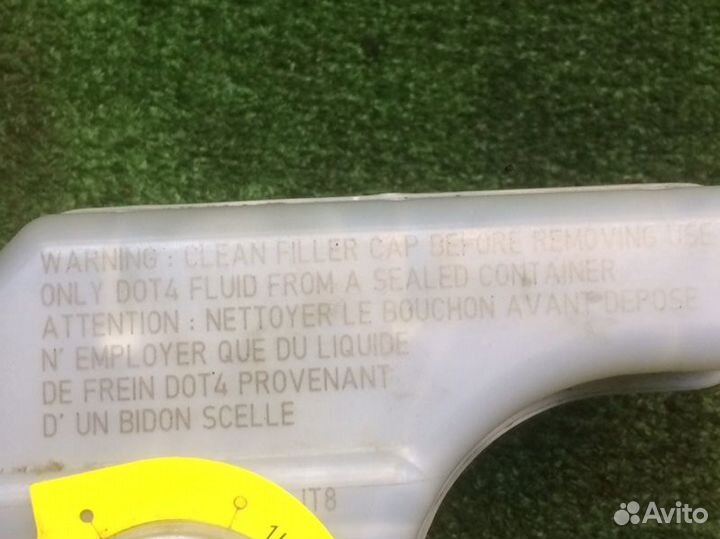 WARNING : CLEAN FILLER CAP BEFORE REMOVING USE
ONLY DOT4 FLUID FROM A SEALED CONTAINER
ATTENTION : NETTOYER LE BOUCHON AVANT DEPOSE
N' EMPLOYER QUE DU LIQUIDE
DE FREIN DOT4 PROVENANT
D' UN BIDON SCELLE
JT8
Avito